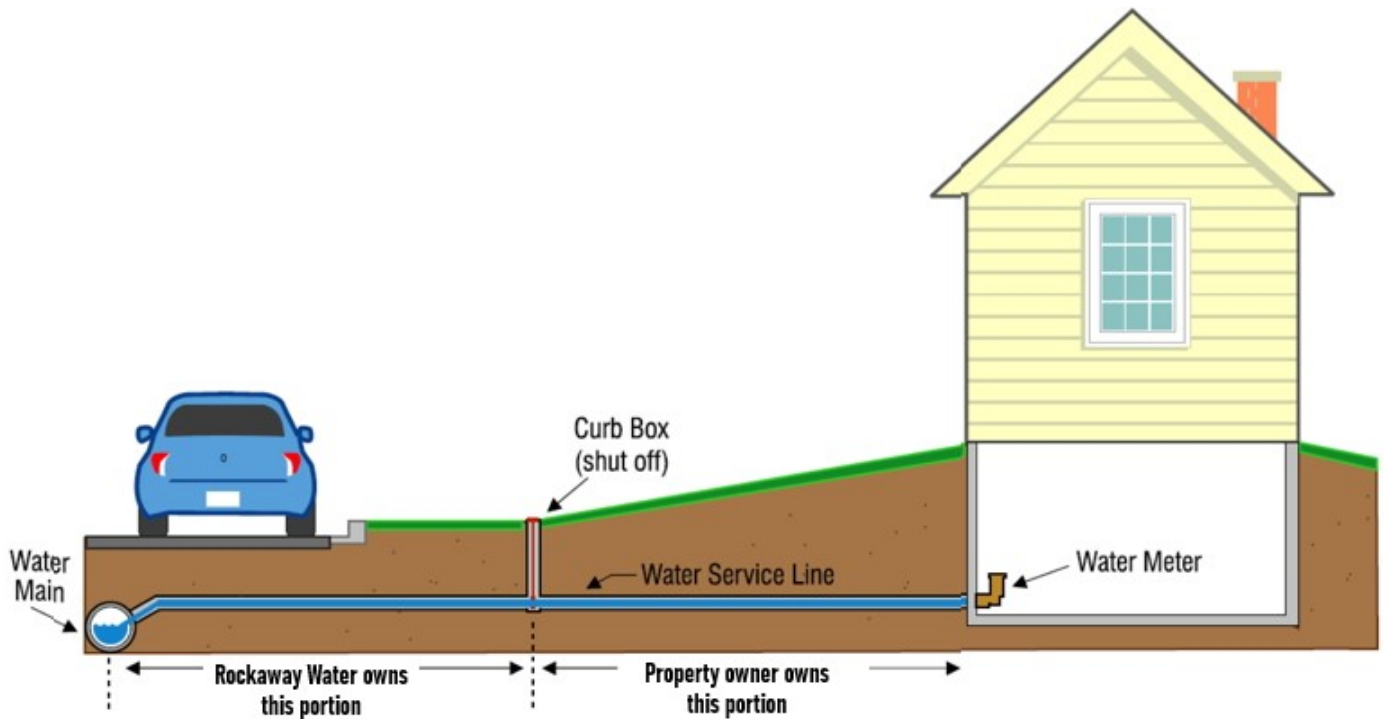 Curb Box
(shut off)
Water
Main
Water Service Line
Water Meter
Rockaway Water owns
this portion
Property owner owns
this portion